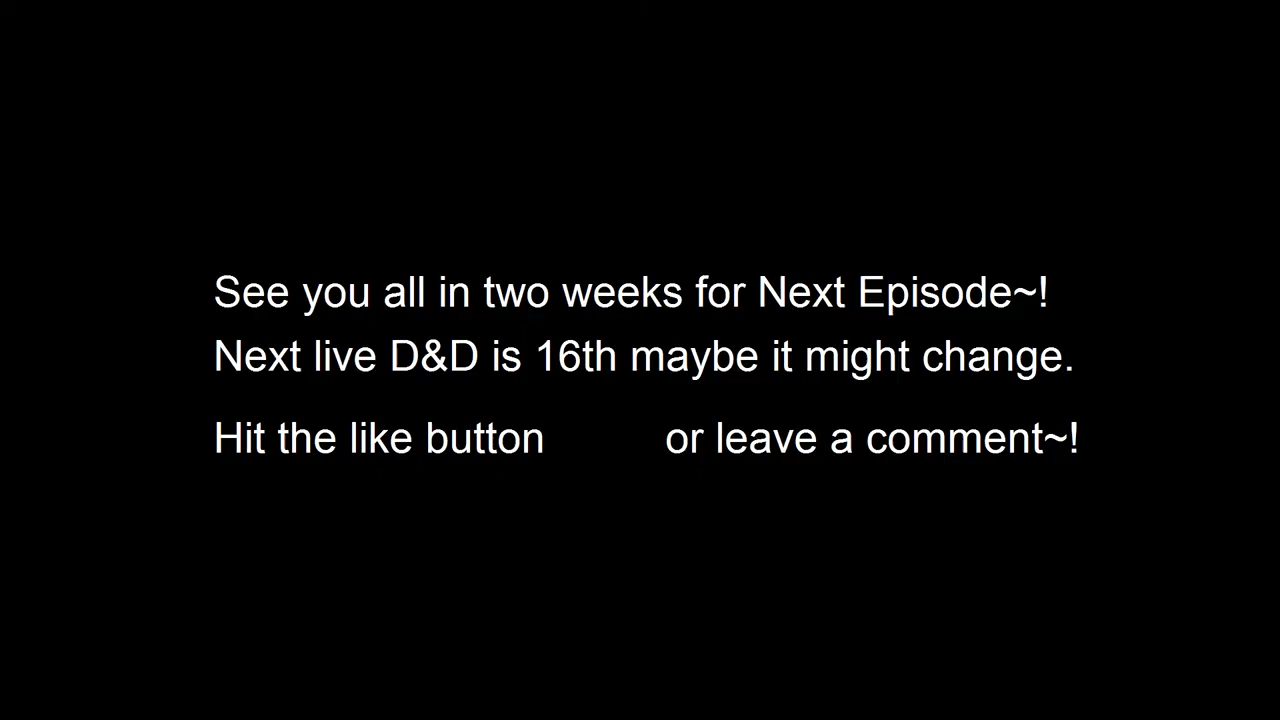 See you all in two weeks for Next Episode~!
Next live D&D is 16th maybe it might change.
Hit the like button or leave a comment~!